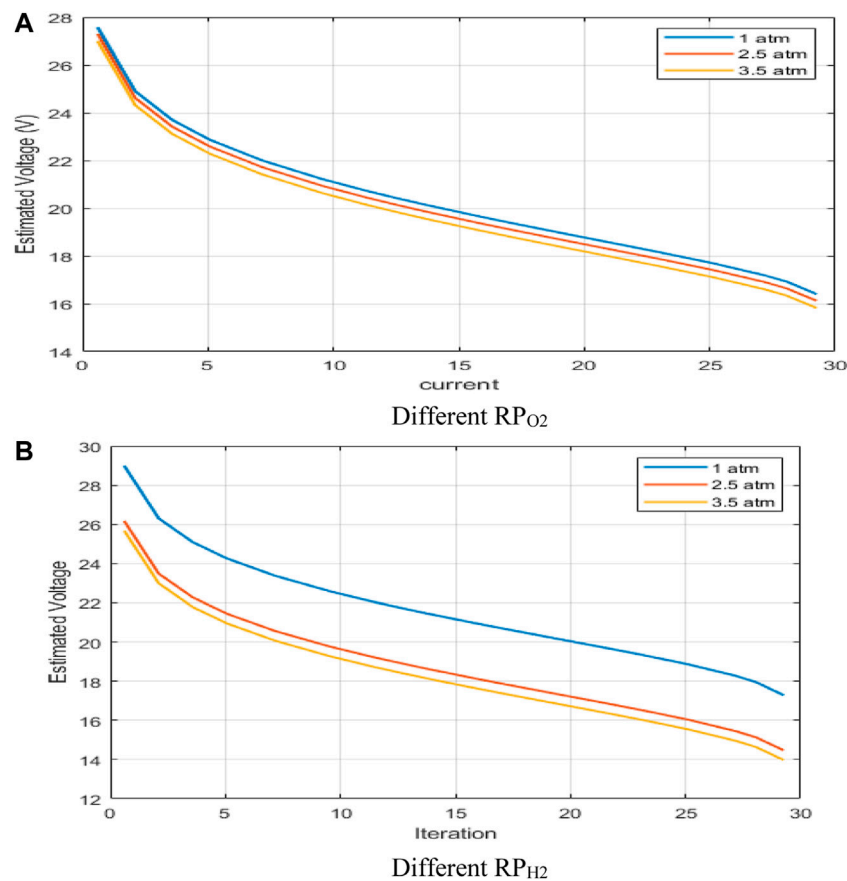 A
28
26
24
22
20
18
16
14
Estimated Voltage (V)
1 atm
2.5 atm
3.5 atm
0 5 10 15 20 25 30
current
Different RPO2
B
30
28
26
24
22
20
18
16
14
12
Estimated Voltage
1 atm
2.5 atm
3.5 atm
0 5 10 15 20 25 30
Iteration
Different RPH2